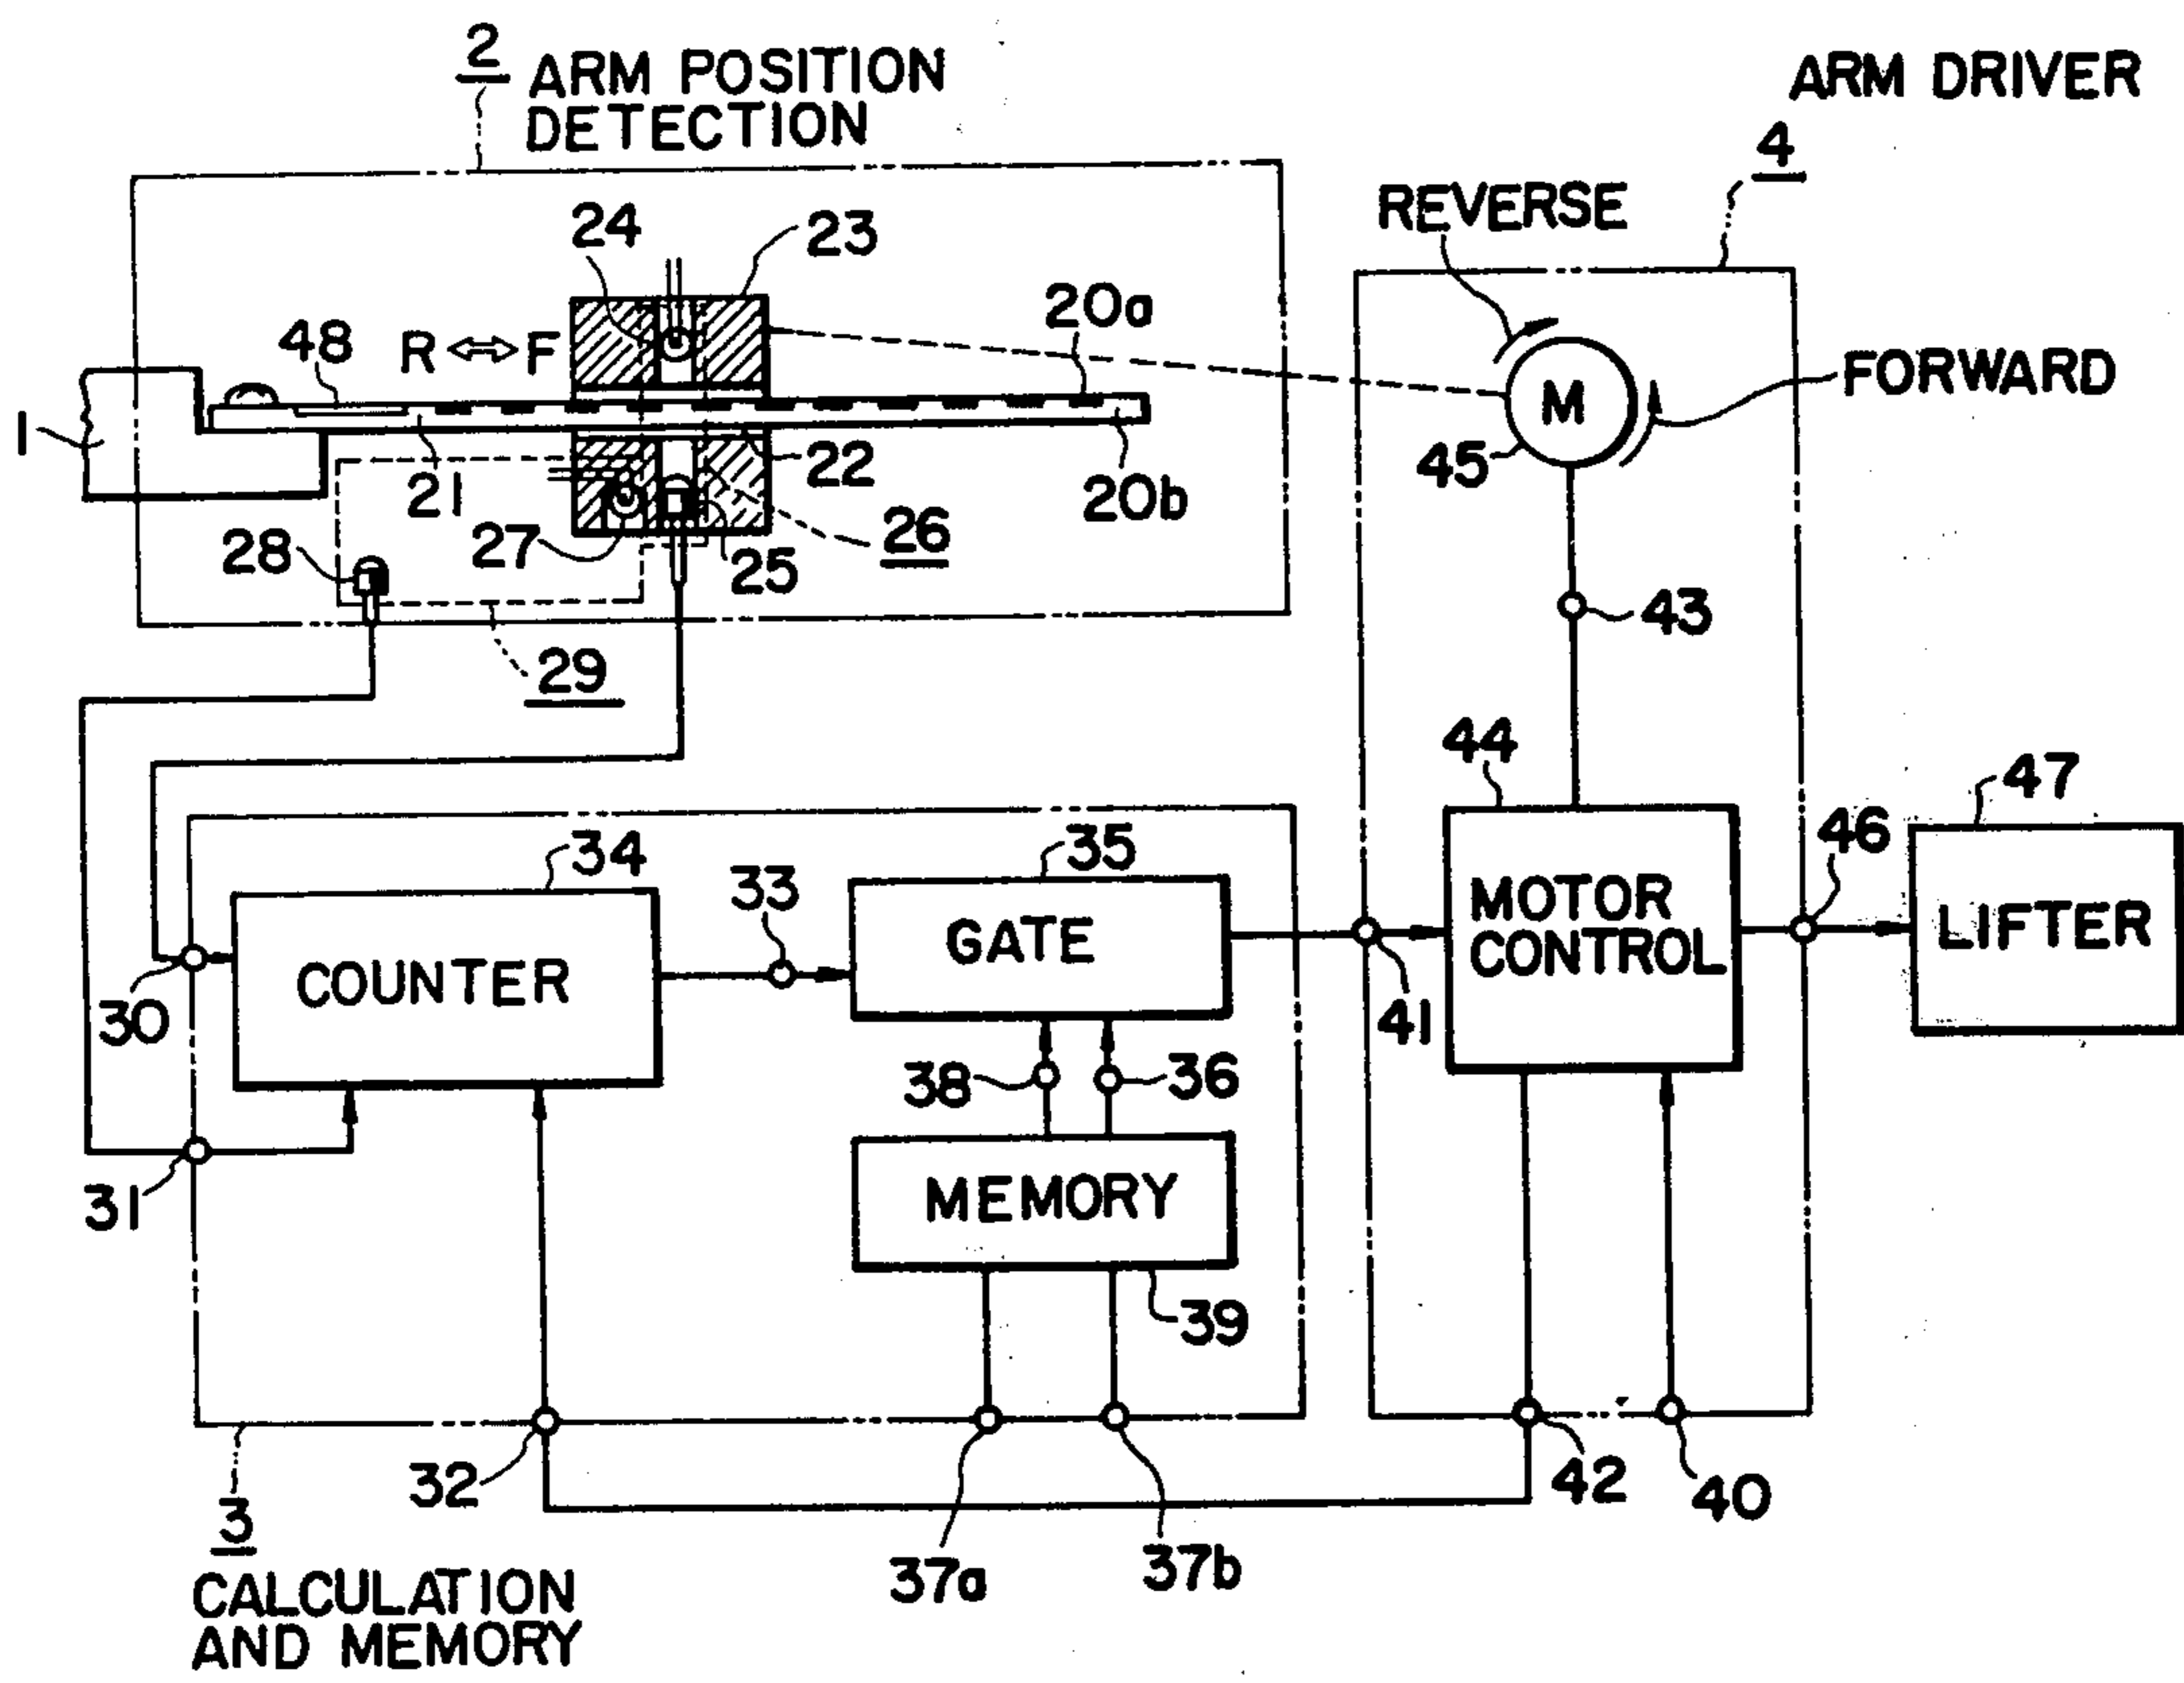 2
ARM POSITION
DETECTION
ARM DRIVER
4
REVERSE
24
23
20a
48
R
F
FORWARD
M
1
45
21
22
20b
28
27
25
26
43
29
44
47
34
33
35
46
COUNTER
GATE
MOTOR
CONTROL
LIFTER
30
41
38
36
31
MEMORY
39
32
42
40
3
37a
37b
CALCULATION
AND MEMORY